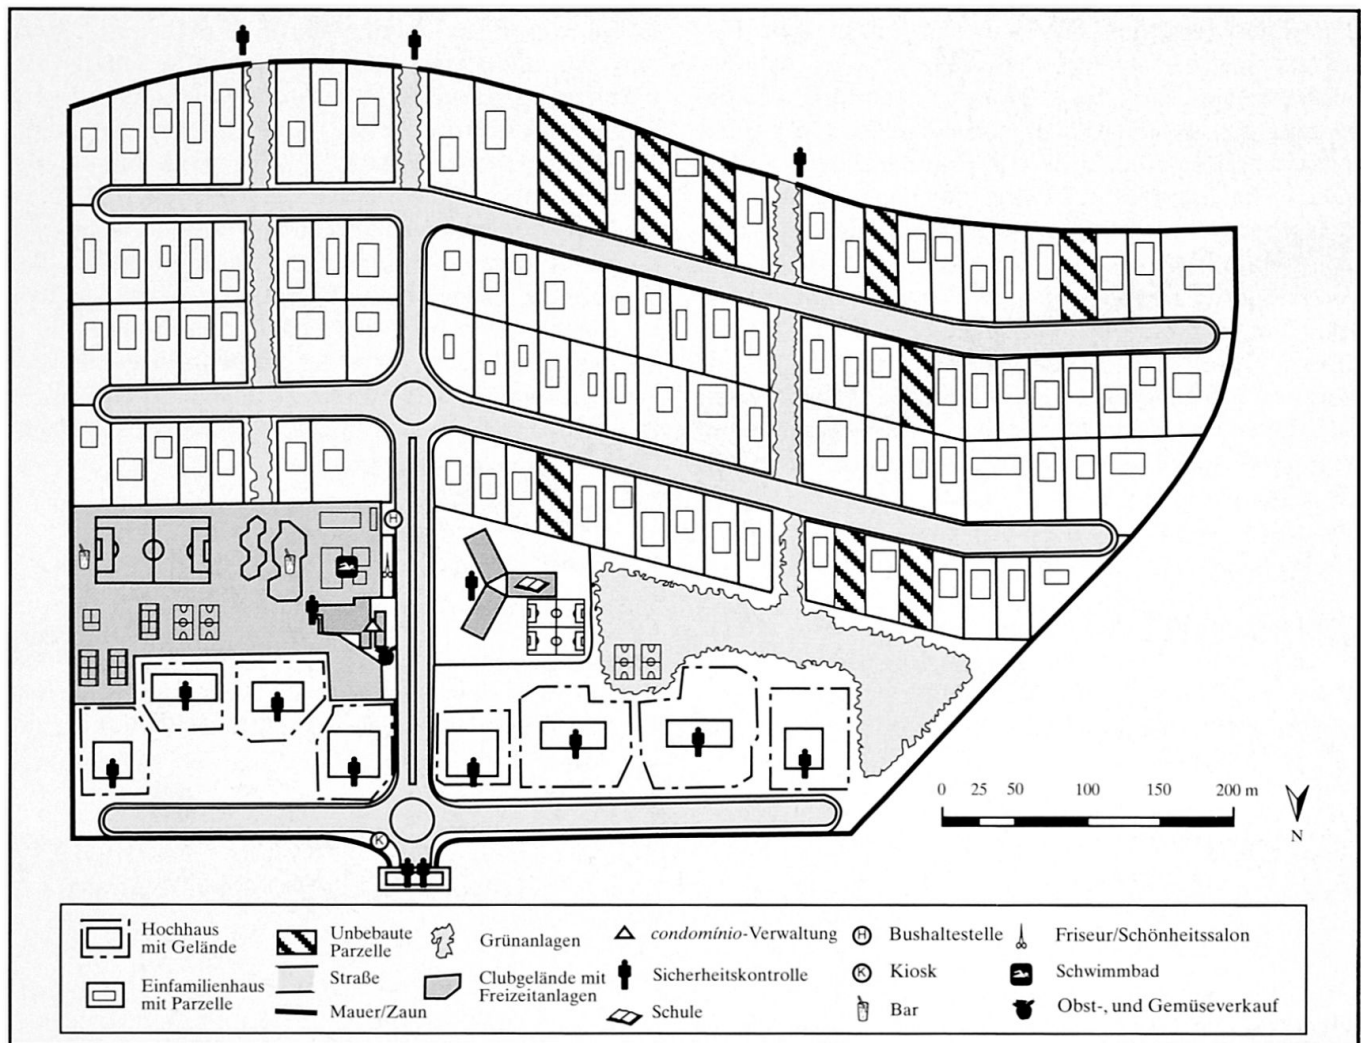 H
K
0 25 50 100 150 200 m
N
Hochhaus
mit Gelände
Einfamilienhaus
mit Parzelle
Unbebaute
Parzelle
Straße
Mauer/Zaun
Grünanlagen
Clubgelände mit
Freizeitanlagen
condomínio-Verwaltung
Sicherheitskontrolle
Schule
H Bushaltestelle
K Kiosk
Bar
Friseur/Schönheitssalon
Schwimmbad
Obst-, und Gemüseverkauf